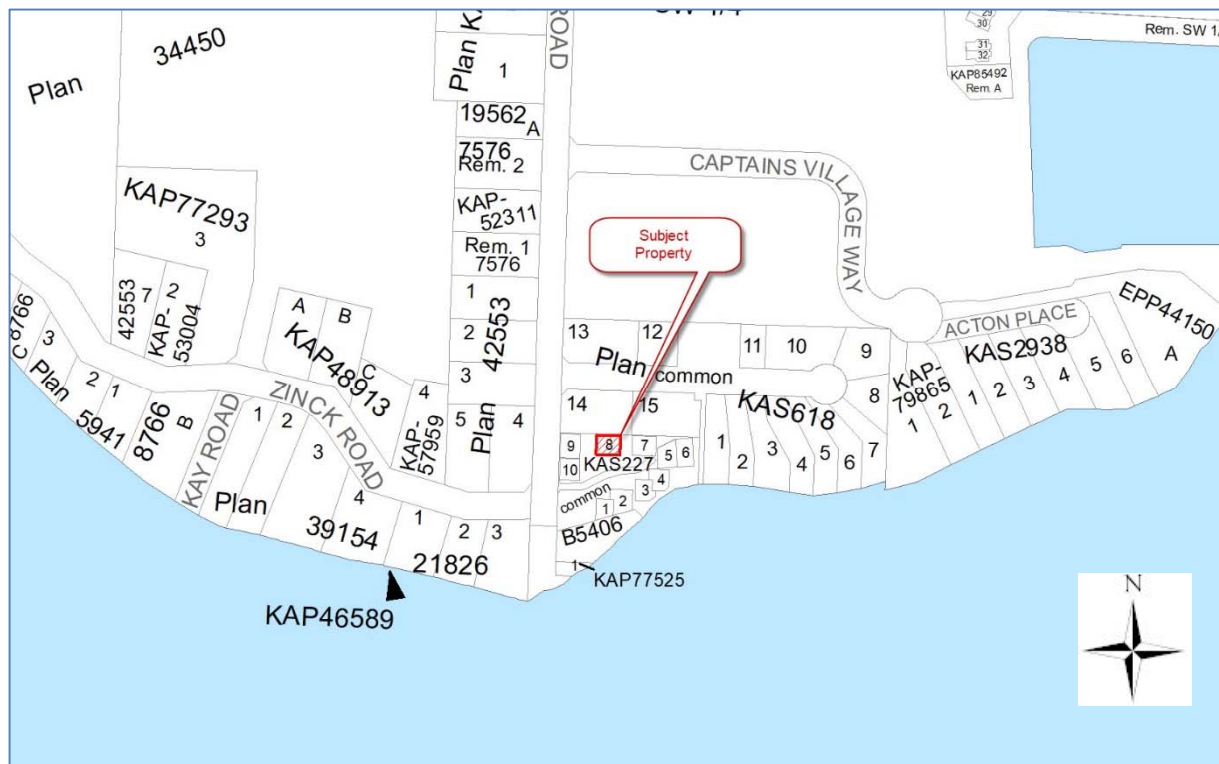 34450
Plan
Plan
1
ROAD
29
30
31
32
KAP85492
Rem. A
Rem. SW 1/
19562 A
7576
Rem. 2
KAP-
52311
Rem. 1
7576
KAP77293
3
CAPTAINS VILLAGE WAY
Subject
Property
42553
7
2
KAP-
53004
A
B
C
KAP48913
1
2
3
Plan 42553
4
5
4
KAP-
57959
13
12
Plan
common
11
10
9
8
14
15
KAS618
1
2
3
4
5
6
7
ACTON PLACE
KAS2938
KAP-
79865
1
2
1
2
3
4
5
6
EPP44150
A
8766
C
3
Plan
5941
2
1
8766
B
KAY ROAD
ZINCK ROAD
1
2
3
4
Plan
39154
1
2
3
21826
9
10
8
7
KAS227
5
6
4
3
common
1
2
B5406
1
KAP77525
KAP46589
N